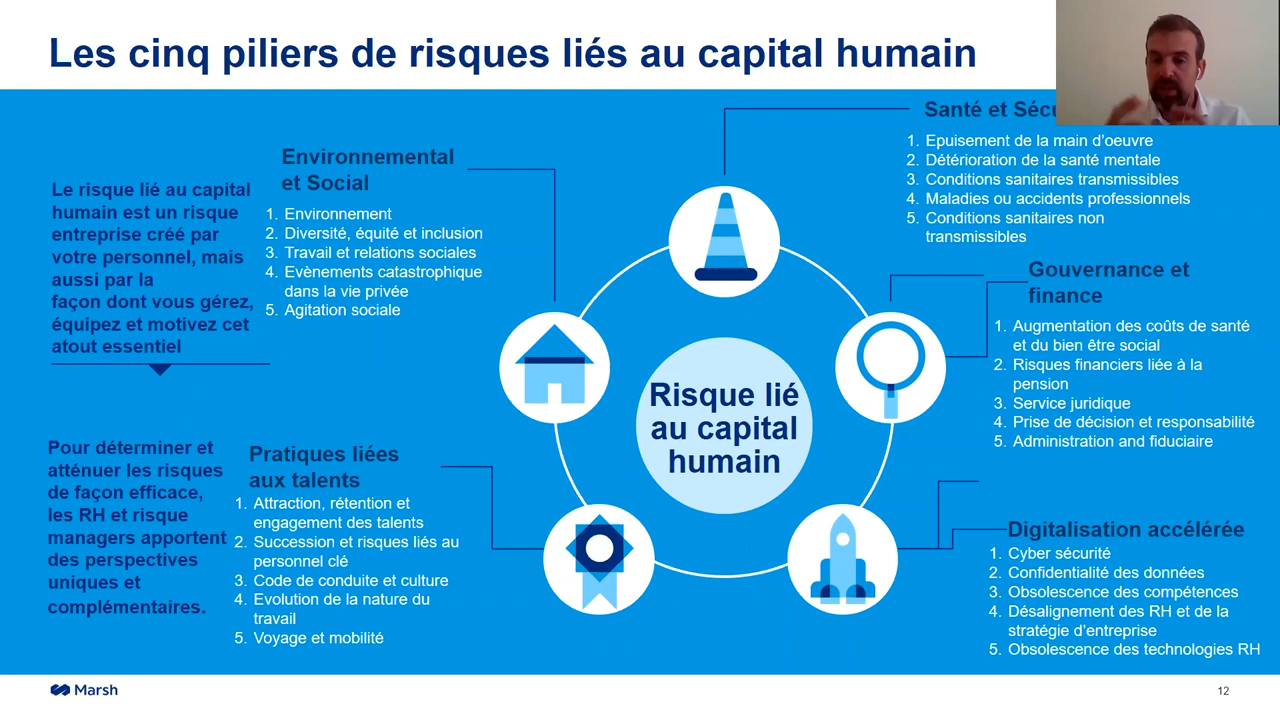 Les cinq piliers de risques liés au capital humain
Le risque lié au capital
humain est un risque
entreprise créé par
votre personnel, mais
aussi par la
façon dont vous gérez,
équipez et motivez cet
atout essentiel
Pour déterminer et
atténuer les risques
de façon efficace,
les RH et risque
managers apportent
des perspectives
uniques et
complémentaires.
Environnemental
et Social
1. Environnement
2. Diversité, équité et inclusion
3. Travail et relations sociales
4. Evènements catastrophique
dans la vie privée
5. Agitation sociale
Pratiques liées
aux talents
1. Attraction, rétention et
engagement des talents
2. Succession et risques liés au
personnel clé
3. Code de conduite et culture
4. Evolution de la nature du
travail
5. Voyage et mobilité
Risque lié
au capital
humain
Santé et
1. Epuisement de la main d'oeuvre
2. Détérioration de la santé mentale
3. Conditions sanitaires transmissibles
4. Maladies ou accidents professionnels
5. Conditions sanitaires non
transmissibles
Gouvernance et
finance
1. Augmentation des coûts de santé
et du bien être social
2. Risques financiers liée à la
pension
3. Service juridique
4. Prise de décision et responsabilité
5. Administration and fiduciaire
Digitalisation accélérée
1. Cyber sécurité
2. Confidentialité des données
3. Obsolescence des compétences
4. Désalignement des RH et de la
stratégie d'entreprise
5. Obsolescence des technologies RH
Marsh
12